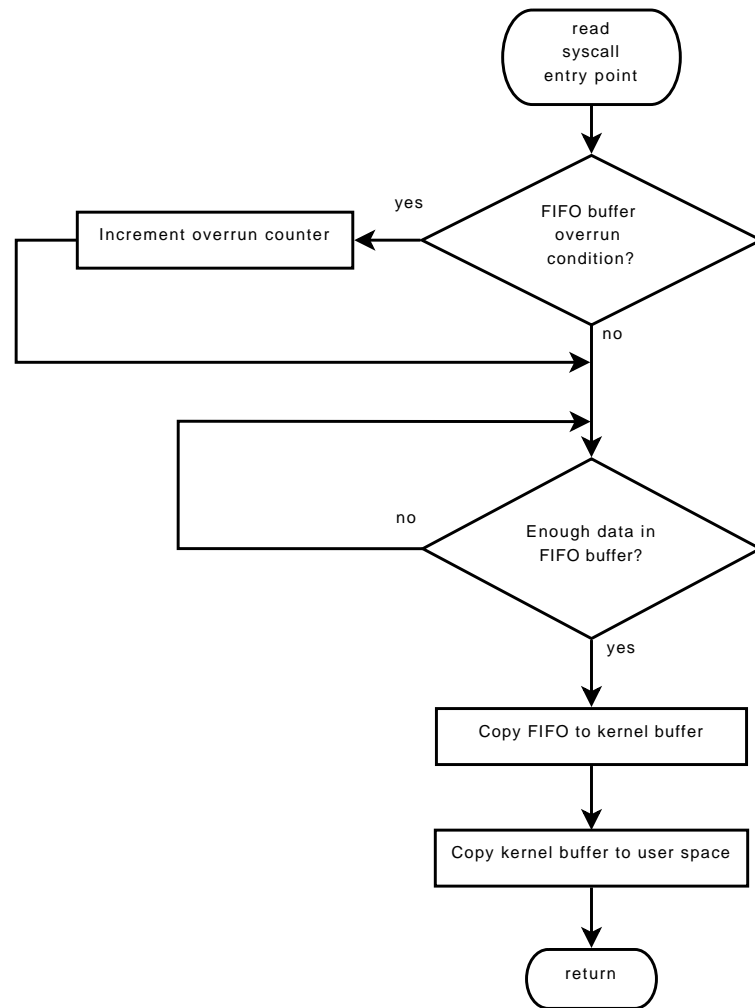 read
syscall
entry point
yes
FIFO buffer
overrun
condition?
Increment overrun counter
no
no
Enough data in
FIFO buffer?
yes
Copy FIFO to kernel buffer
Copy kernel buffer to user space
return